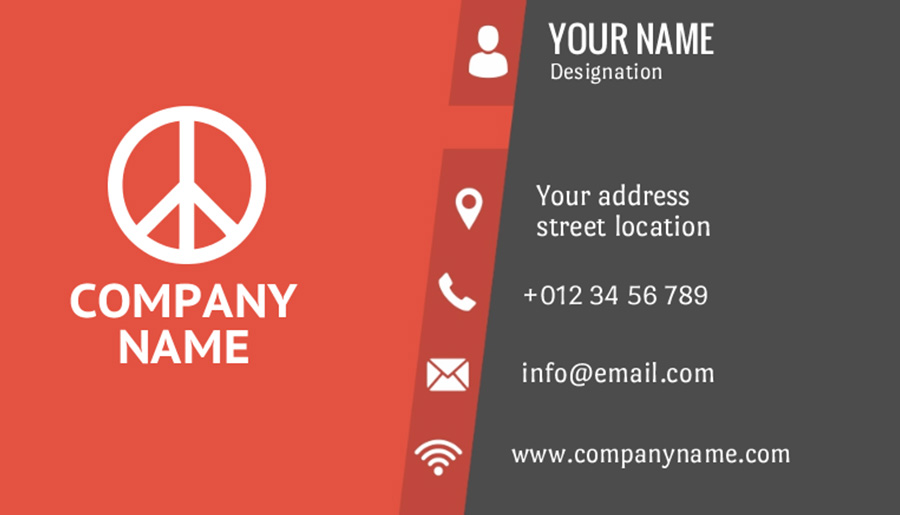 COMPANY
NAME
YOUR NAME
Designation
Your address
street location
+012 34 56 789
info@email.com
www.companyname.com